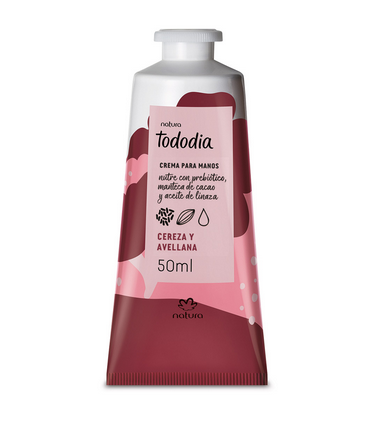 natura
Tododia
CREMA PARA MANOS
nutre con prebiótico,
manteca de cacao
y aceite de linaza
CEREZA Y
AVELLANA
50ml
natura